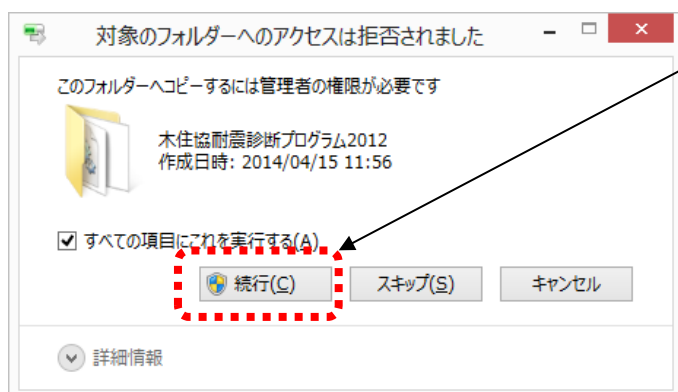 対象のフォルダーへのアクセスは拒否されました
このフォルダーへコピーするには管理者の権限が必要です
木住協耐震診断プログラム2012
作成日時: 2014/04/15 11:56
すべての項目にこれを実行する(A)
続行(C) スキップ(S) キャンセル
詳細情報